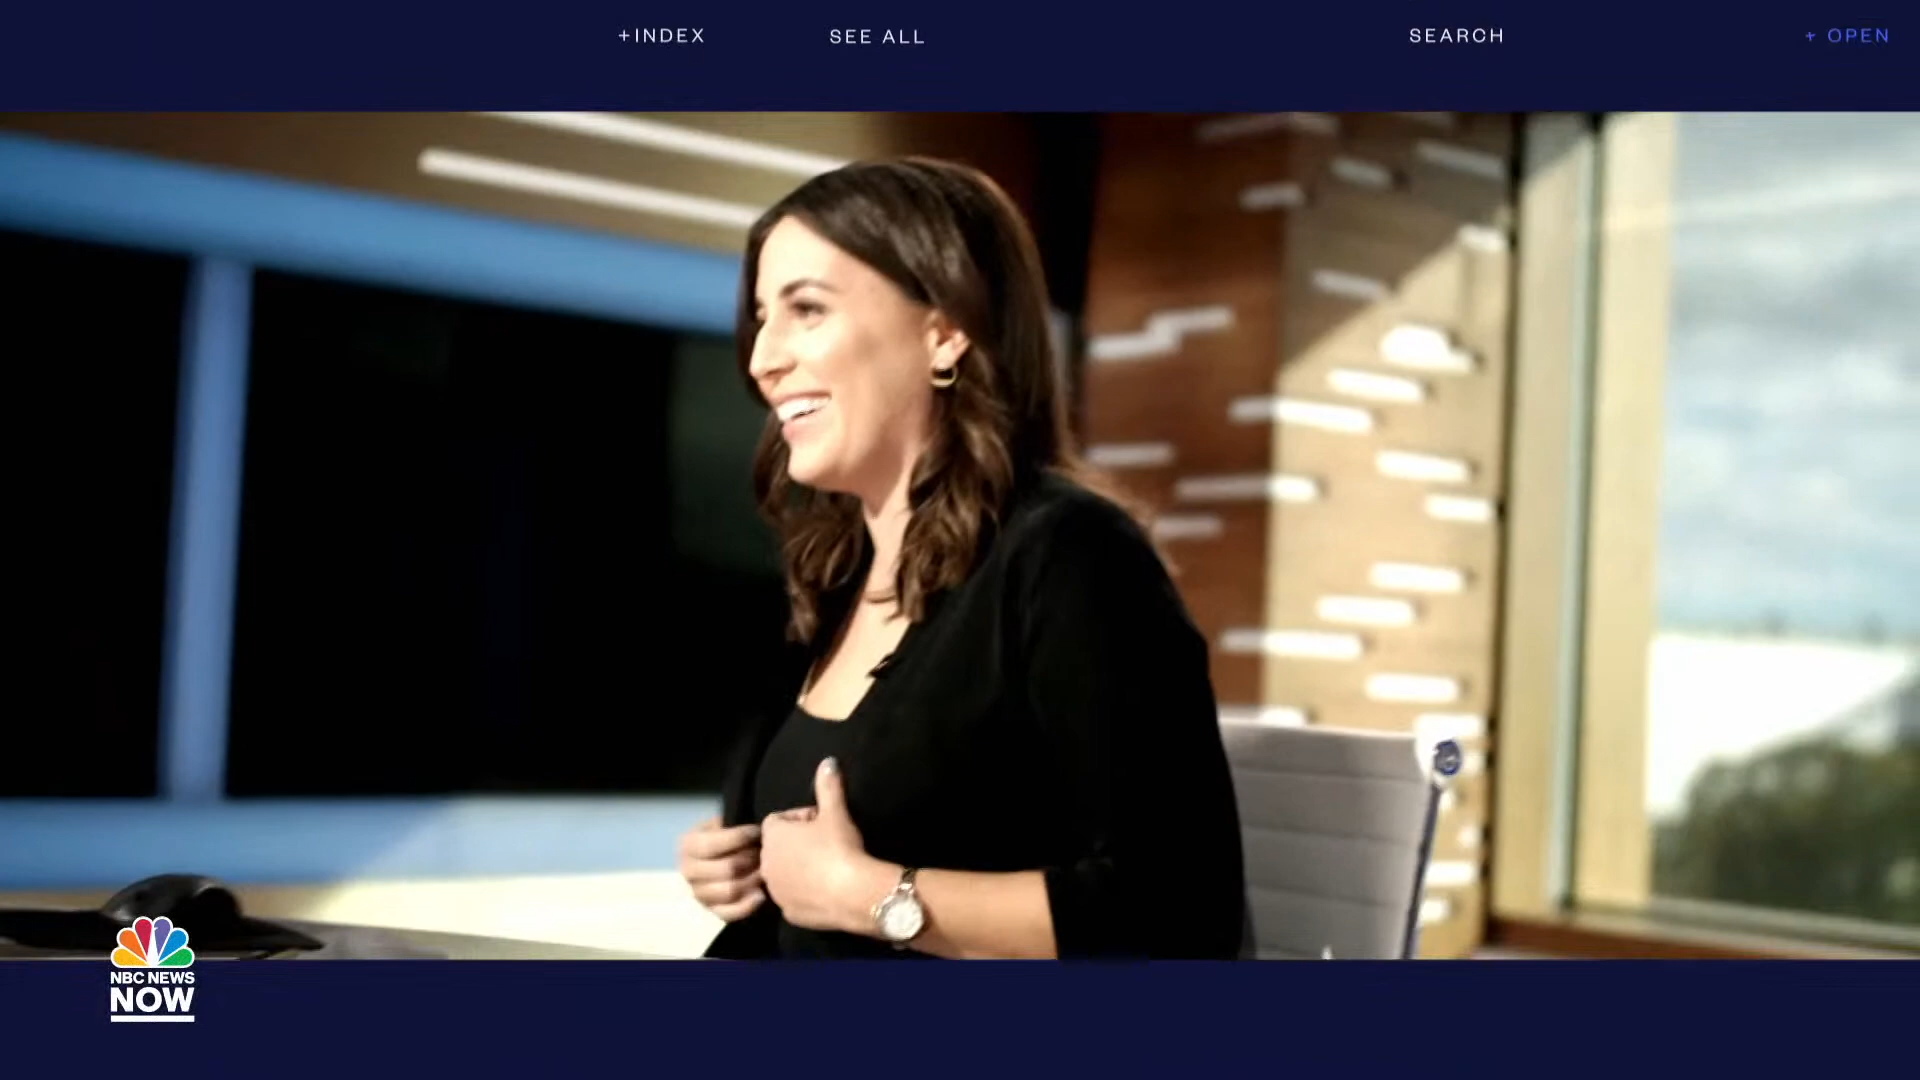 +INDEX
SEE ALL
SEARCH
+ OPEN
NBC NEWS
NOW